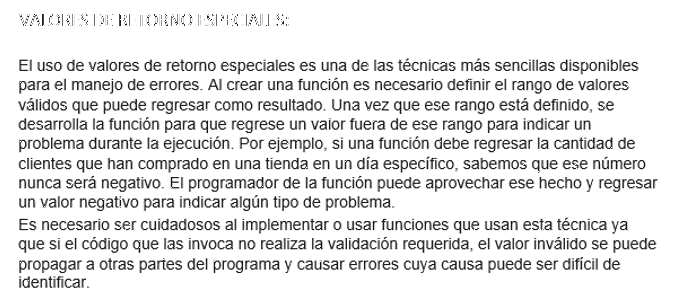 VALORES DE RETORNO ESPECIALES:
El uso de valores de retorno especiales es una de las técnicas más sencillas disponibles
para el manejo de errores. Al crear una función es necesario definir el rango de valores
válidos que puede regresar como resultado. Una vez que ese rango está definido, se
desarrolla la función para que regrese un valor fuera de ese rango para indicar un
problema durante la ejecución. Por ejemplo, si una función debe regresar la cantidad de
clientes que han comprado en una tienda en un día específico, sabemos que ese número
nunca será negativo. El programador de la función puede aprovechar ese hecho y regresar
un valor negativo para indicar algún tipo de problema.
Es necesario ser cuidadosos al implementar o usar funciones que usan esta técnica ya
que si el código que las invoca no realiza la validación requerida, el valor inválido se puede
propagar a otras partes del programa y causar errores cuya causa puede ser difícil de
identificar.